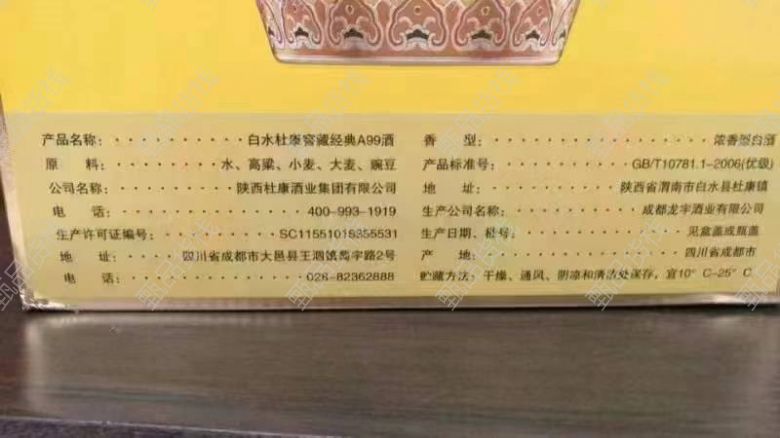 产品名称：·········白水杜康窖藏经典A99酒
原 料：·········水、高粱、小麦、大麦、豌豆
公司名称：·········陕西杜康酒业集团有限公司
电 话：·········400-993-1919
生产许可证编号：·········SC11551018355531
地 址：·········四川省成都市大邑县王泗镇
电 话：·········028-82362888
香 型：·········浓香型白酒
产品标准号：·········GB/T10781.1-2006(优级)
地 址：·········陕西省渭南市白水县杜康镇
生产公司名称：·········成都龙宇酒业有限公司
生产日期、批号：·········见盒盖或瓶盖
产 地：·········四川省成都市
贮藏方法：干燥、通风、阴凉和清洁处保存，宜10°C-25°C